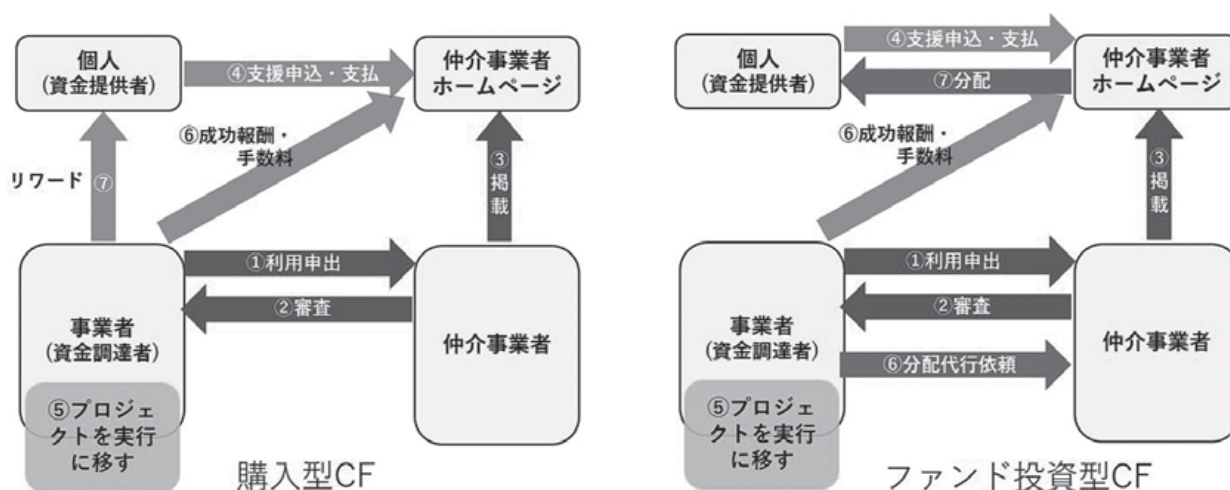 個人
(資金提供者)
④支援申込・支払
仲介事業者
ホームページ
⑥成功報酬・
手数料
リワード
⑦
③掲載
①利用申出
②審査
事業者
(資金調達者)
仲介事業者
⑤プロジェ
クトを実行
に移す
購入型CF
個人
(資金提供者)
④支援申込・支払
⑦分配
仲介事業者
ホームページ
⑥成功報酬・
手数料
③掲載
①利用申出
②審査
事業者
(資金調達者)
⑥分配代行依頼
仲介事業者
⑤プロジェ
クトを実行
に移す
ファンド投資型CF